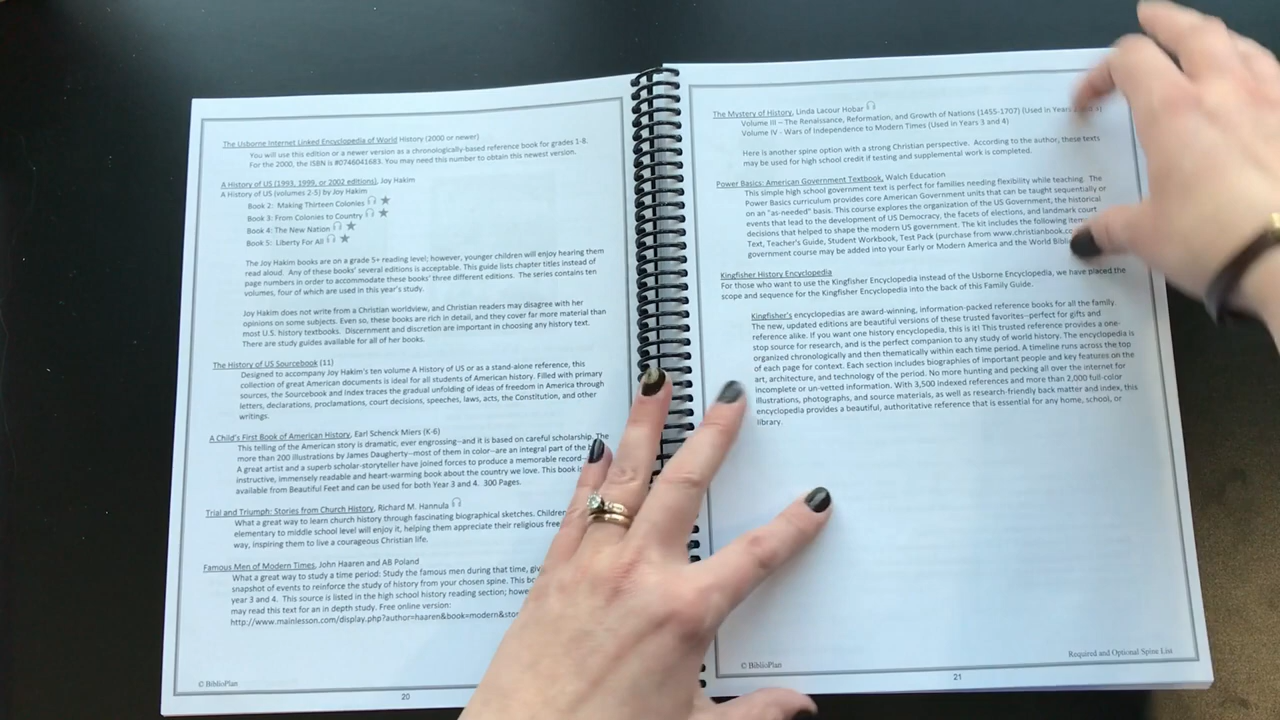 The Usborne Internet Linked Encyclopedia of World History (2000 or newer)
You will use this edition or a newer version as a chronologically-based reference book for grades 1-8.
For the 2000, the ISBN is #0746041683. You may need this number to obtain this newest version.
A History of US (1993, 1999, or 2002 editions), Joy Hakim
A History of US (volumes 2-5) by Joy Hakim
Book 2: Making Thirteen Colonies
Book 3: From Colonies to Country
Book 4: The New Nation
Book 5: Liberty For All
The Joy Hakim books are on a grade 5+ reading level; however, younger children will enjoy hearing them
read aloud. Any of these books' several editions is acceptable. This guide lists chapter titles instead of
page numbers in order to accommodate these books' three different editions. The series contains ten
volumes, four of which are used in this year's study.
Joy Hakim does not write from a Christian worldview, and Christian readers may disagree with her
opinions on some subjects. Even so, these books are rich in detail, and they cover far more material than
most U.S. history textbooks. Discernment and discretion are important in choosing any history text.
There are study guides available for all of her books.
The History of US Sourcebook (11)
Designed to accompany Joy Hakim's ten volume A History of US or as a stand-alone reference, this
collection of great American documents is ideal for all students of American history. Filled with primary
sources, the Sourcebook and Index traces the gradual unfolding of ideas of freedom in America through
letters, declarations, proclamations, court decisions, speeches, laws, acts, the Constitution, and other
writings.
A Child's First Book of American History, Earl Schenck Miers (K-6)
This telling of the American story is dramatic, ever engrossing--and it is based on careful scholarship. The
more than 200 illustrations by James Daugherty--most of them in color--are an integral part of the
A great artist and a superb scholar-storyteller have joined forces to produce a memorable record--
instructive, immensely readable and heart-warming book about the country we love. This book is
available from Beautiful Feet and can be used for both Year 3 and 4. 300 Pages.
Trial and Triumph: Stories from Church History, Richard M. Hannula
What a great way to learn church history through fascinating biographical sketches. Children
elementary to middle school level will enjoy it, helping them appreciate their religious free
way, inspiring them to live a courageous Christian life.
Famous Men of Modern Times, John Haaren and AB Poland
What a great way to study a time period: Study the famous men during that time,
snapshot of events to reinforce the study of history from your chosen spine. This
year 3 and 4. This source is listed in the high school history reading section;
may read this text for an in depth study. Free online version:
http://www.mainlesson.com/display.php?author=haaren&book=modern&sto
© BiblioPlan
20
The Mystery of History, Linda Lacour Hobar
Volume III – The Renaissance, Reformation, and Growth of Nations (1455-1707) (Used in Years
Volume IV - Wars of Independence to Modern Times (Used in Years 3 and 4)
Here is another spine option with a strong Christian perspective. According to the author, these texts
may be used for high school credit if testing and supplemental work is completed.
Power Basics: American Government Textbook, Walch Education
This simple high school government text is perfect for families needing flexibility while teaching. The
Power Basics curriculum provides core American Government units that can be taught sequentially or
on an "as-needed" basis. This course explores the organization of the US Government, the historical
events that lead to the development of US Democracy, the facets of elections, and landmark court
decisions that helped to shape the modern US government. The kit includes the following
Text, Teacher's Guide, Student Workbook, Test Pack (purchase from www.christianbook.co
government course may be added into your Early or Modern America and the World
Kingfisher History Encyclopedia
For those who want to use the Kingfisher Encyclopedia instead of the Usborne Encyclopedia, we have placed the
scope and sequence for the Kingfisher Encyclopedia into the back of this Family Guide.
Kingfisher's encyclopedias are award-winning, information-packed reference books for all the family.
The new, updated editions are beautiful versions of these trusted favorites--perfect for gifts and
reference alike. If you want one history encyclopedia, this is it! This trusted reference provides a one-
stop source for research, and is the perfect companion to any study of world history. The encyclopedia is
organized chronologically and then thematically within each time period. A timeline runs across the top
of each page for context. Each section includes biographies of important people and key features on the
art, architecture, and technology of the period. No more hunting and pecking all over the internet for
incomplete or un-vetted information. With 3,500 indexed references and more than 2,000 full-color
illustrations, photographs, and source materials, as well as research-friendly back matter and index, this
encyclopedia provides a beautiful, authoritative reference that is essential for any home, school, or
library.
© BiblioPlan
Required and Optional Spine List
21